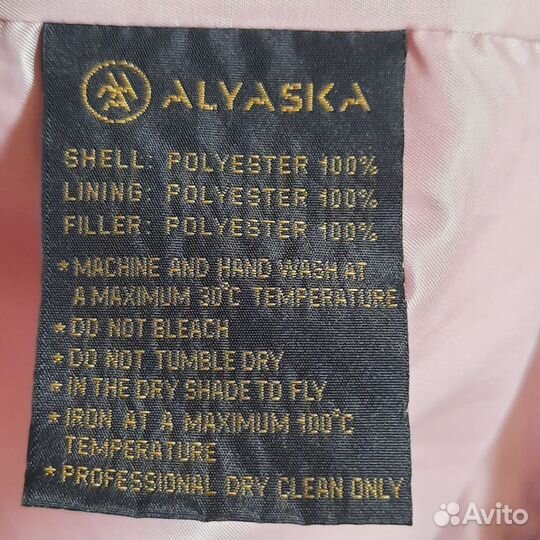 ALYASKA
SHELL: POLYESTER 100%
LINING: POLYESTER 100%
FILLER: POLYESTER 100%
*MACHINE AND HAND WASH AT
A MAXIMUM 30°C TEMPERATURE
*DO NOT BLEACH
*DO NOT TUMBLE DRY
*IN THE DRY SHADE TO FLY
*IRON AT A MAXIMUM 100°C
TEMPERATURE
*PROFESSIONAL DRY CLEAN ONLY
Avito